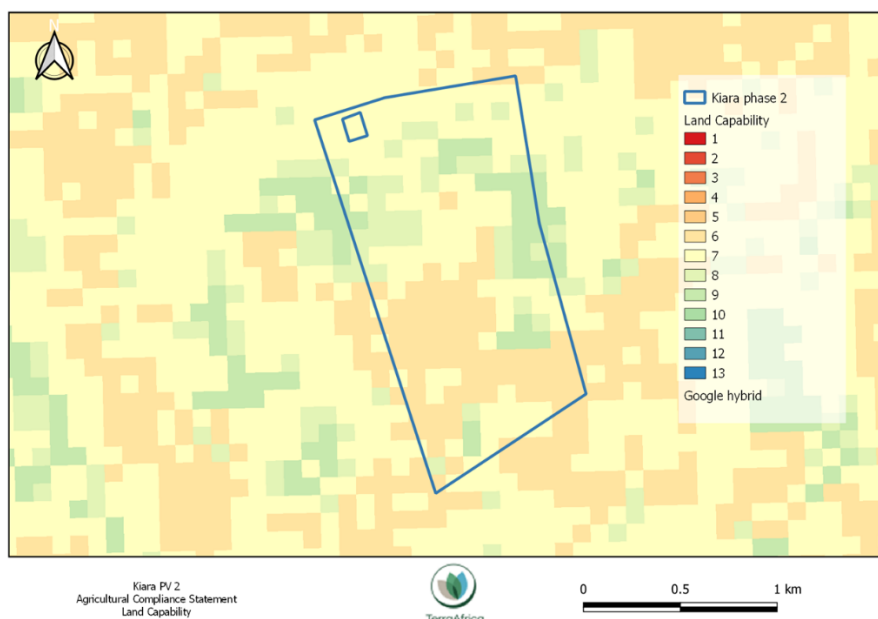 N
Kiara phase 2
Land Capability
1
2
3
4
5
6
7
8
9
10
11
12
13
Google hybrid
Kiara PV 2
Agricultural Compliance Statement
Land Capability
TerraAfrica
0 0.5 1 km